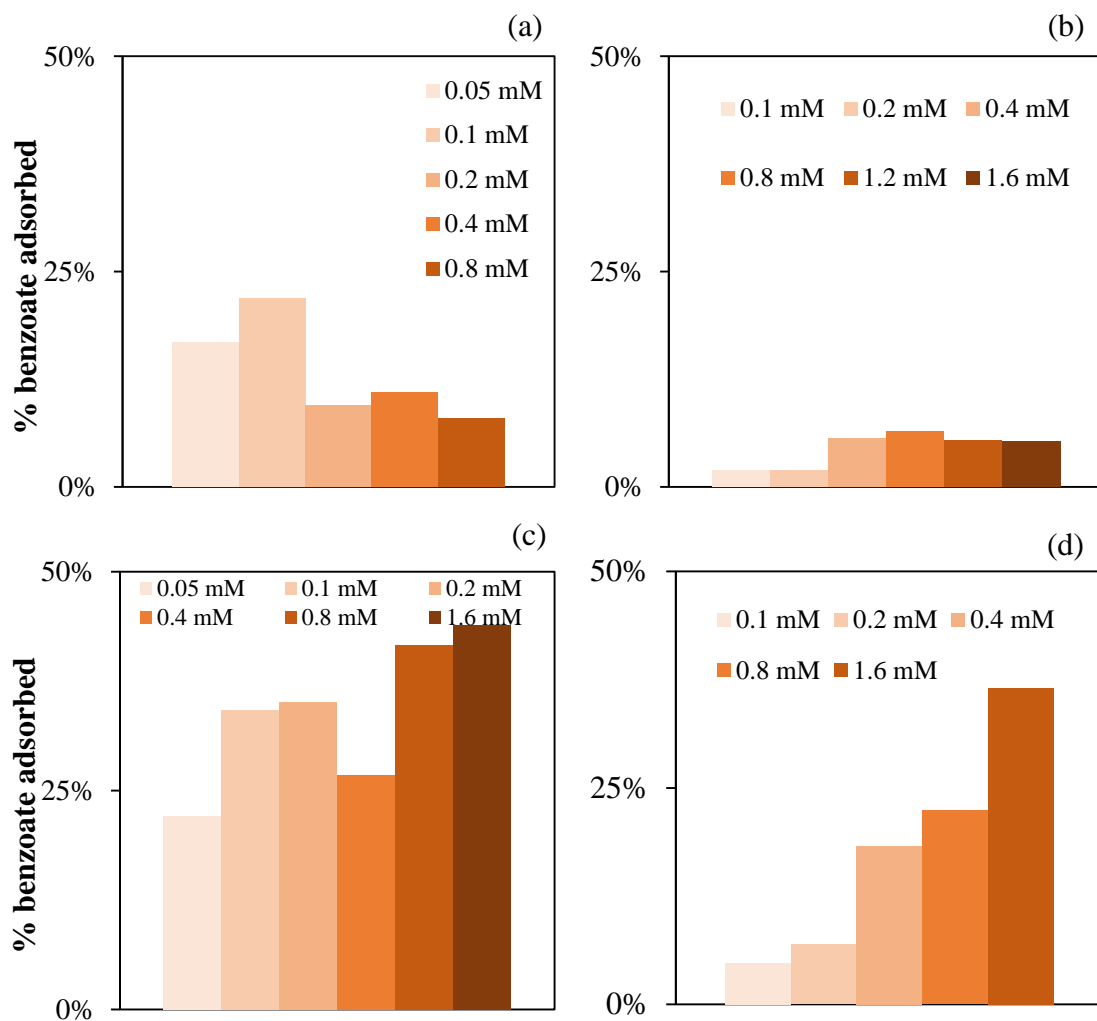 (a)
50%
25%
0%
% benzoate adsorbed
0.05 mM
0.1 mM
0.2 mM
0.4 mM
0.8 mM
(b)
50%
25%
0%
0.1 mM 0.2 mM 0.4 mM
0.8 mM 1.2 mM 1.6 mM
(c)
50%
25%
0%
% benzoate adsorbed
0.05 mM 0.1 mM 0.2 mM
0.4 mM 0.8 mM 1.6 mM
(d)
50%
25%
0%
0.1 mM 0.2 mM 0.4 mM
0.8 mM 1.6 mM